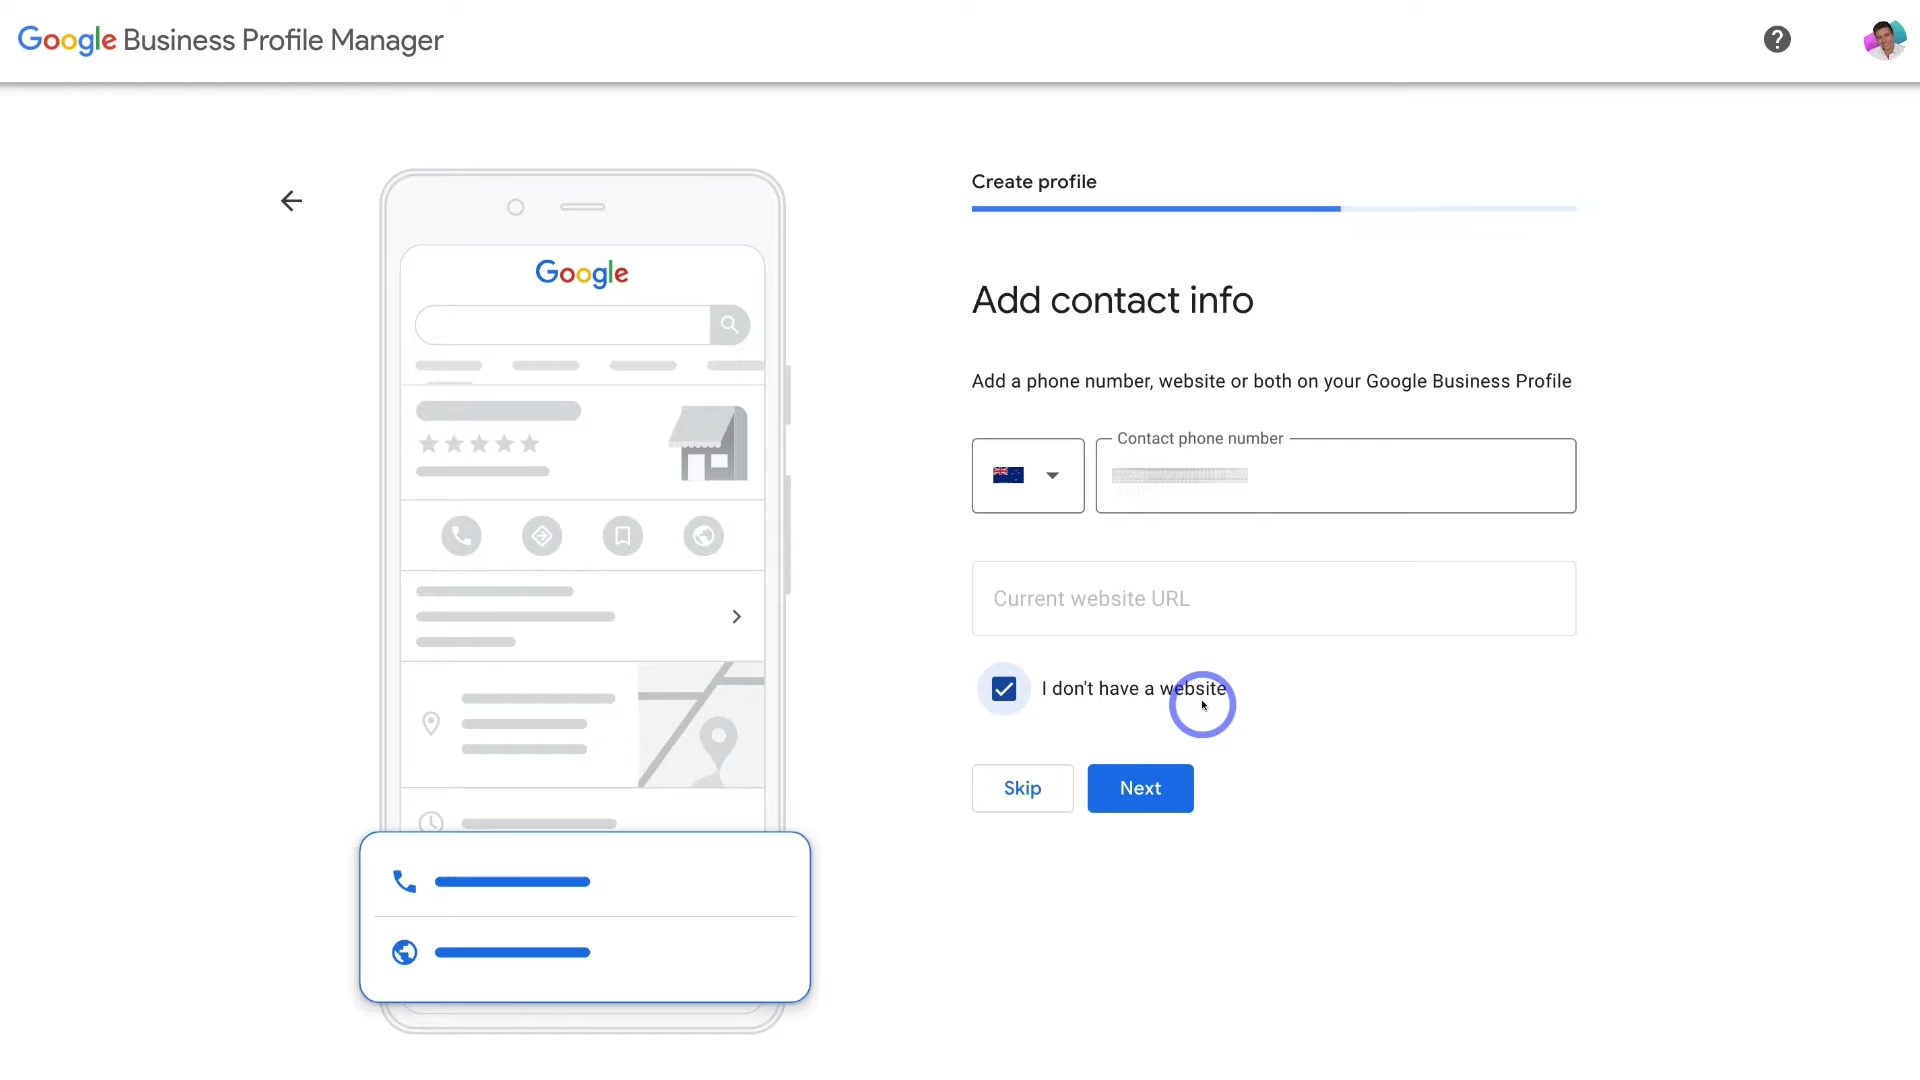 Google Business Profile Manager
Create profile
Google
Add contact info
Add a phone number, website or both on your Google Business Profile
Contact phone number
Current website URL
I don't have a website
Skip
Next